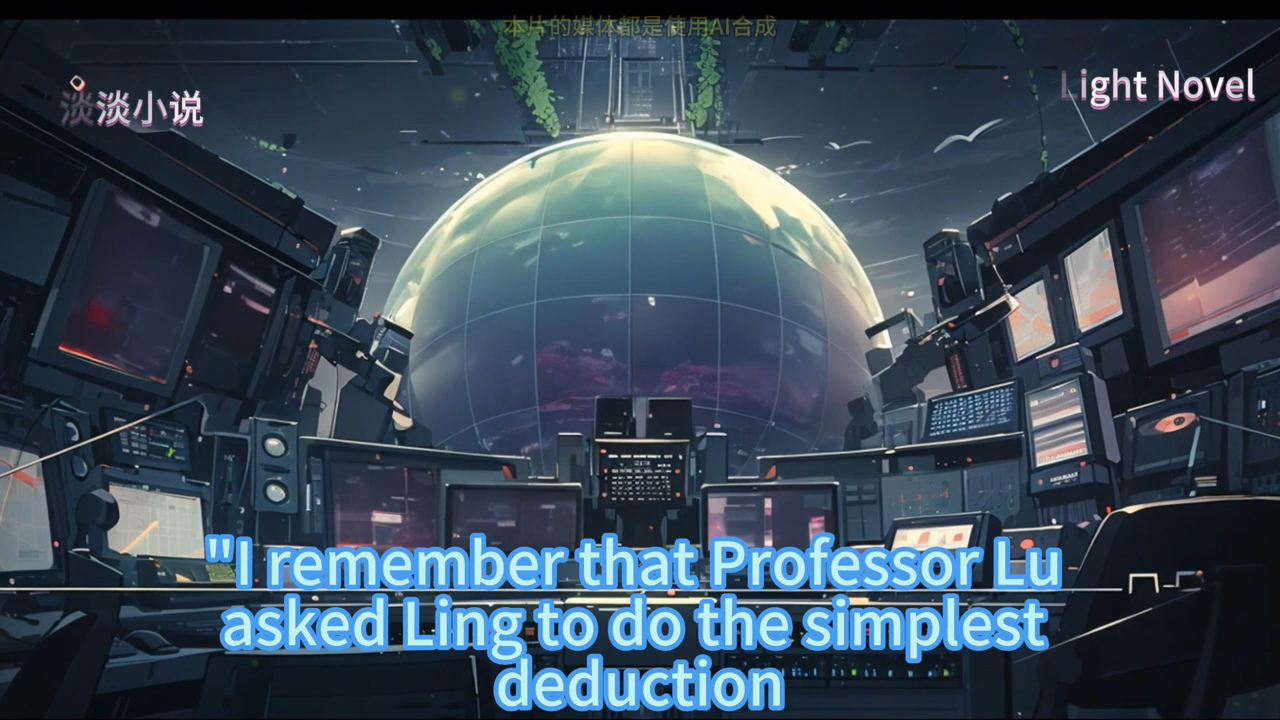 本片的媒体都是使用AI合成
淡淡小说
Light Novel
"I remember that Professor Lu
asked Ling to do the simplest
deduction